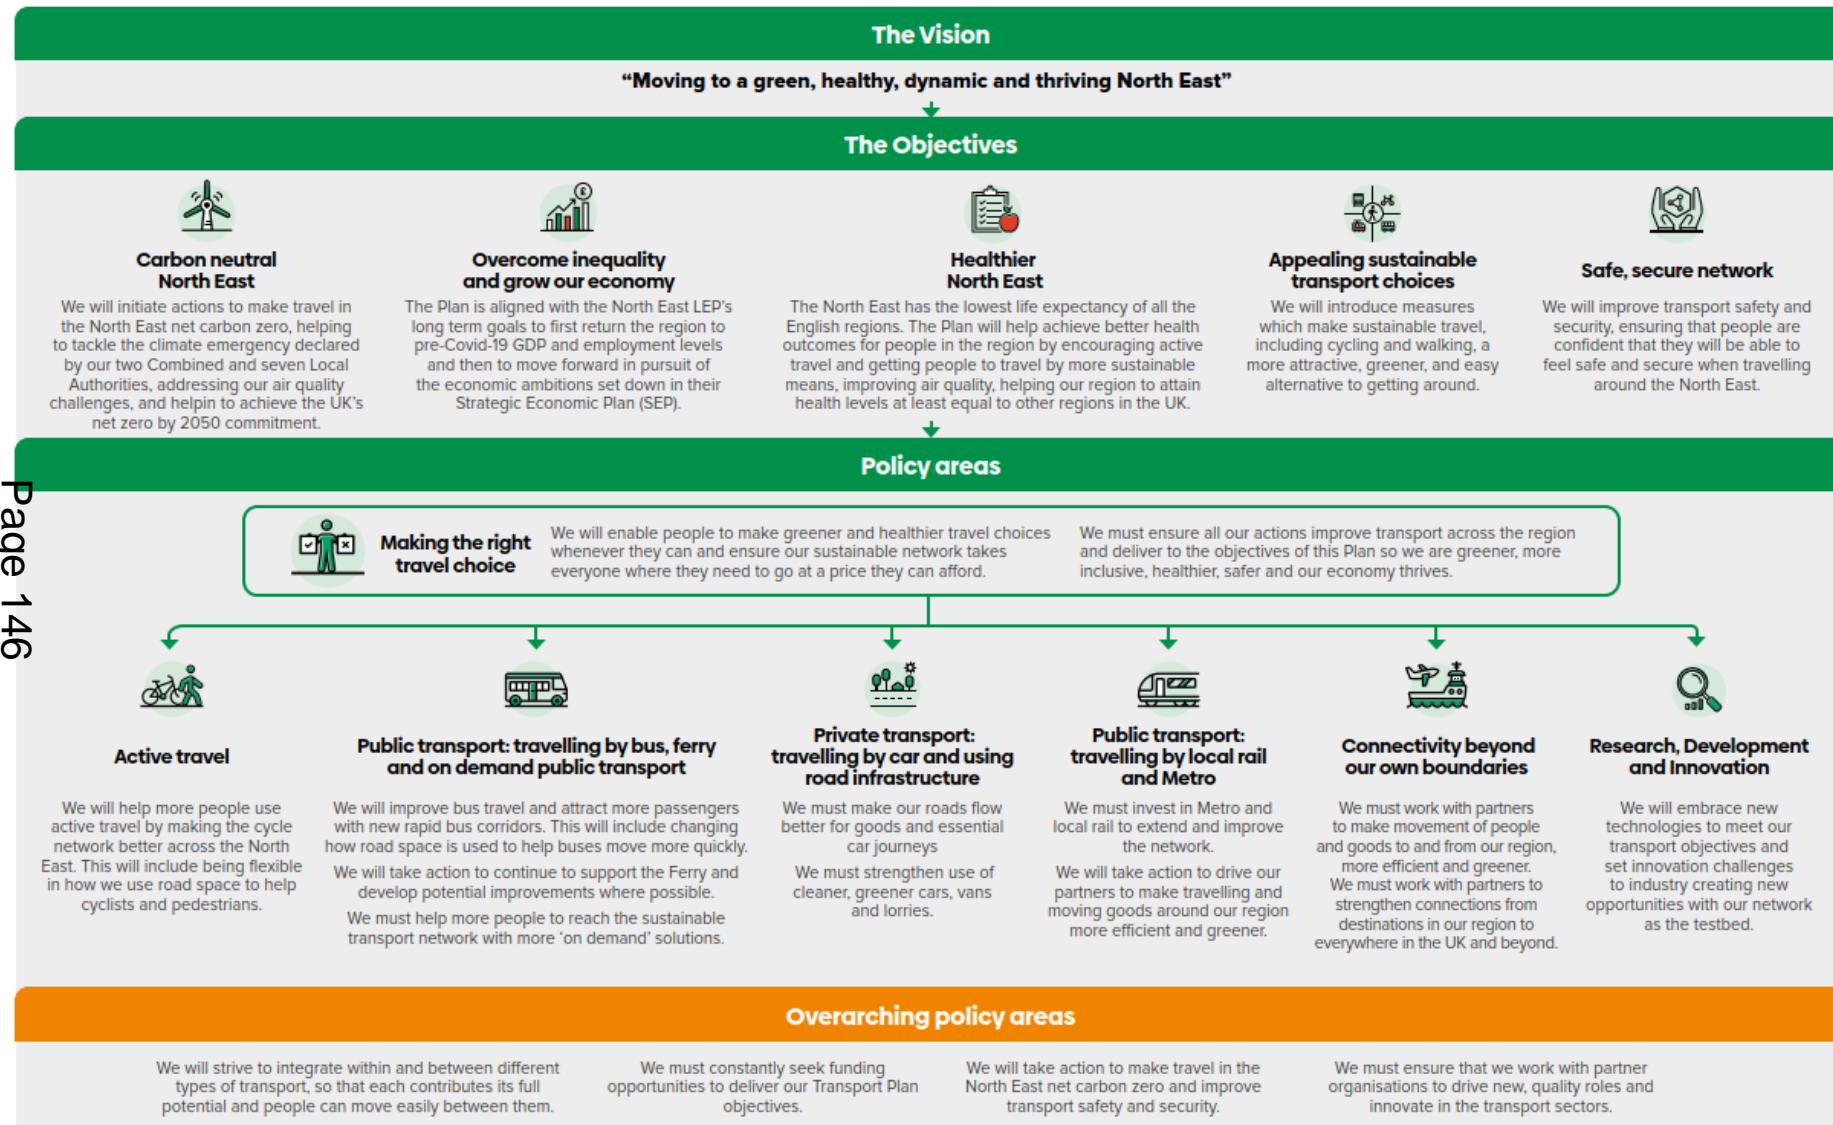 The Vision
“Moving to a green, healthy, dynamic and thriving North East”
The Objectives
Carbon neutral
North East
We will initiate actions to make travel in
the North East net carbon zero, helping
to tackle the climate emergency declared
by our two Combined and seven Local
Authorities, addressing our air quality
challenges, and helpin to achieve the UK's
net zero by 2050 commitment.
Overcome inequality
and grow our economy
The Plan is aligned with the North East LEP's
long term goals to first return the region to
pre-Covid-19 GDP and employment levels
and then to move forward in pursuit of
the economic ambitions set down in their
Strategic Economic Plan (SEP).
Healthier
North East
The North East has the lowest life expectancy of all the
English regions. The Plan will help achieve better health
outcomes for people in the region by encouraging active
travel and getting people to travel by more sustainable
means, improving air quality, helping our region to attain
health levels at least equal to other regions in the UK.
Appealing sustainable
transport choices
We will introduce measures
which make sustainable travel,
including cycling and walking, a
more attractive, greener, and easy
alternative to getting around.
Safe, secure network
We will improve transport safety and
security, ensuring that people are
confident that they will be able to
feel safe and secure when travelling
around the North East.
Policy areas
Making the right
travel choice
We will enable people to make greener and healthier travel choices
whenever they can and ensure our sustainable network takes
everyone where they need to go at a price they can afford.
We must ensure all our actions improve transport across the region
and deliver to the objectives of this Plan so we are greener, more
inclusive, healthier, safer and our economy thrives.
Active travel
We will help more people use
active travel by making the cycle
network better across the North
East. This will include being flexible
in how we use road space to help
cyclists and pedestrians.
Public transport: travelling by bus, ferry
and on demand public transport
We will improve bus travel and attract more passengers
with new rapid bus corridors. This will include changing
how road space is used to help buses move more quickly.
We will take action to continue to support the Ferry and
develop potential improvements where possible.
We must help more people to reach the sustainable
transport network with more 'on demand' solutions.
Private transport:
travelling by car and using
road infrastructure
We must make our roads flow
better for goods and essential
car journeys
We must strengthen use of
cleaner, greener cars, vans
and lorries.
Public transport:
travelling by local rail
and Metro
We must invest in Metro and
local rail to extend and improve
the network.
We will take action to drive our
partners to make travelling and
moving goods around our region
more efficient and greener.
Connectivity beyond
our own boundaries
We must work with partners
to make movement of people
and goods to and from our region,
more efficient and greener.
We must work with partners to
strengthen connections from
destinations in our region to
everywhere in the UK and beyond.
Research, Development
and Innovation
We will embrace new
technologies to meet our
transport objectives and
set innovation challenges
to industry creating new
opportunities with our network
as the testbed.
Overarching policy areas
We will strive to integrate within and between different
types of transport, so that each contributes its full
potential and people can move easily between them.
We must constantly seek funding
opportunities to deliver our Transport Plan
objectives.
We will take action to make travel in the
North East net carbon zero and improve
transport safety and security.
We must ensure that we work with partner
organisations to drive new, quality roles and
innovate in the transport sectors.
Page 146